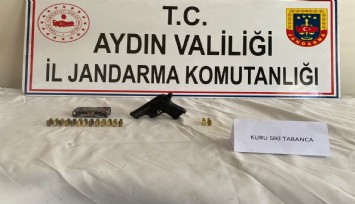 T.C.
AYDIN VALİLİĞİ
İL JANDARMA KOMUTANLIĞI
KURU SIKI TABANCA